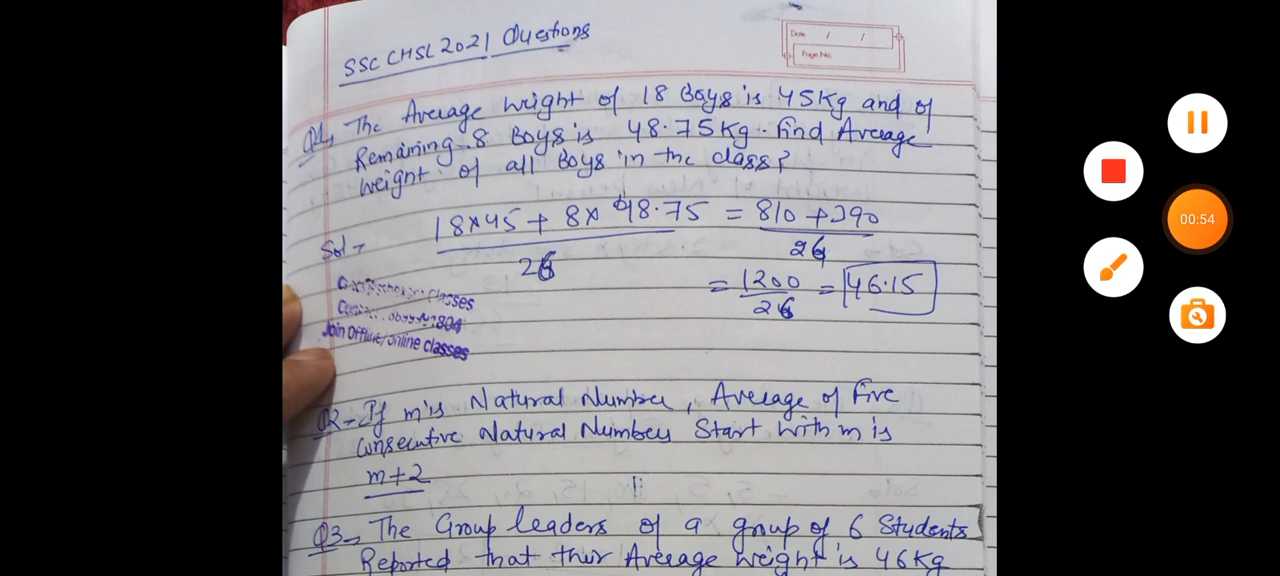 SSC CHSL 2021 Questions
Date / /
Page No.
Q1, The Average weight of 18 Boys is 45Kg and of
Remaining 8 Boys is 48.75Kg. Find Average
weight of all Boys in the class?
Sol- 18×45 + 8×48.75 = 810 + 390
26 26
= 1200 = 46.15
26
Classes
Join Offline/online classes
Q2- If m is Natural Number, Average of Five
consecutive Natural Numbers Start with m is
m+2
Q3- The Group leaders of a group of 6 Students
Reported that their Average weight is 46Kg
00:54